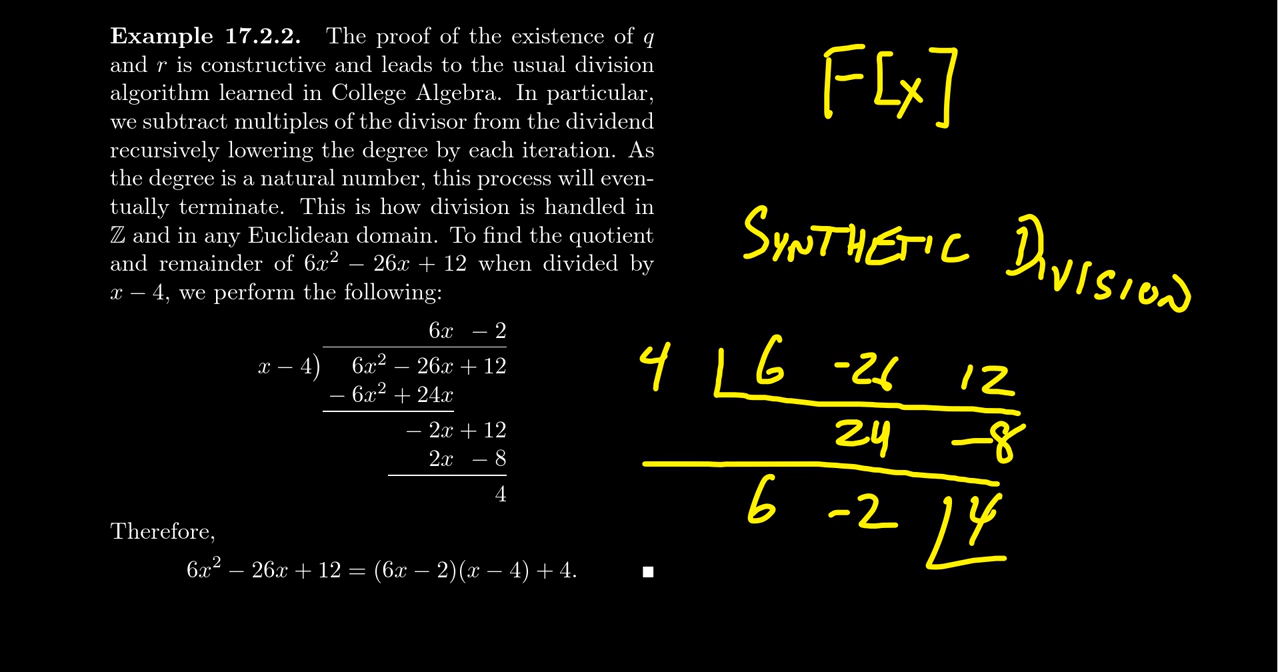 Example 17.2.2. The proof of the existence of q
and r is constructive and leads to the usual division
algorithm learned in College Algebra. In particular,
we subtract multiples of the divisor from the dividend
recursively lowering the degree by each iteration. As
the degree is a natural number, this process will even-
tually terminate. This is how division is handled in
ℤ and in any Euclidean domain. To find the quotient
and remainder of 6x² − 26x + 12 when divided by
x − 4, we perform the following:
6x − 2
x − 4) 6x² − 26x + 12
− 6x² + 24x
− 2x + 12
2x − 8
4
Therefore,
6x² − 26x + 12 = (6x − 2)(x − 4) + 4. ■
F[x]
SYNTHETIC DIVISION
4 | 6 -26 12
24 -8
6 -2 | 4